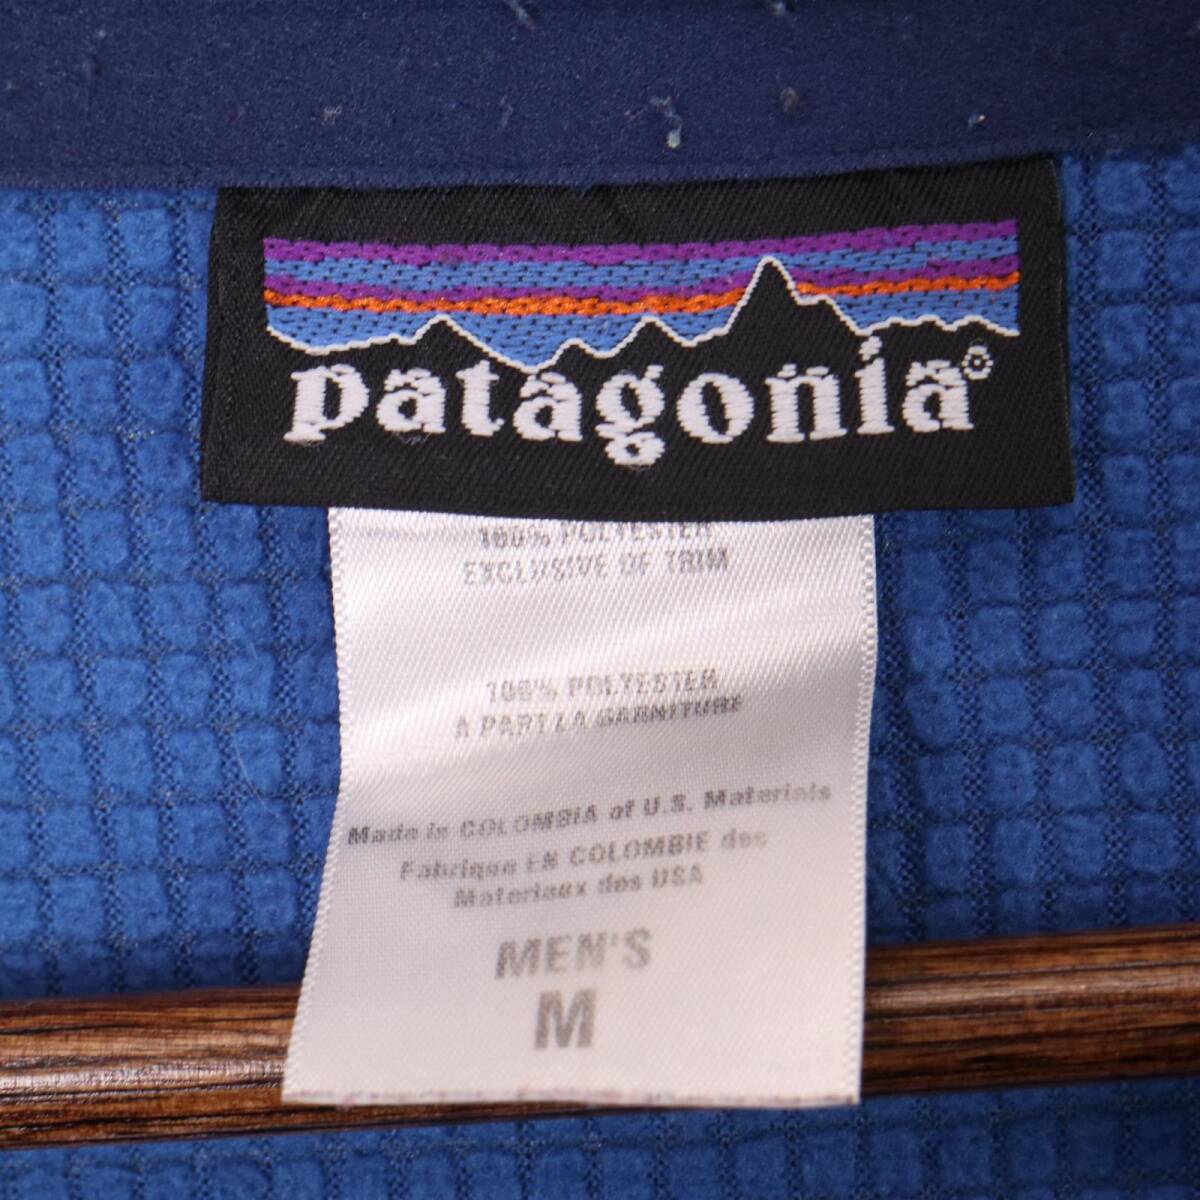 patagonia®
100% POLYESTER
EXCLUSIVE OF TRIM
100% POLYESTER
À PART LA GARNITURE
Made in COLOMBIA of U.S. Materials
Fabrique EN COLOMBIE des
Materiaux des USA
MEN'S
M